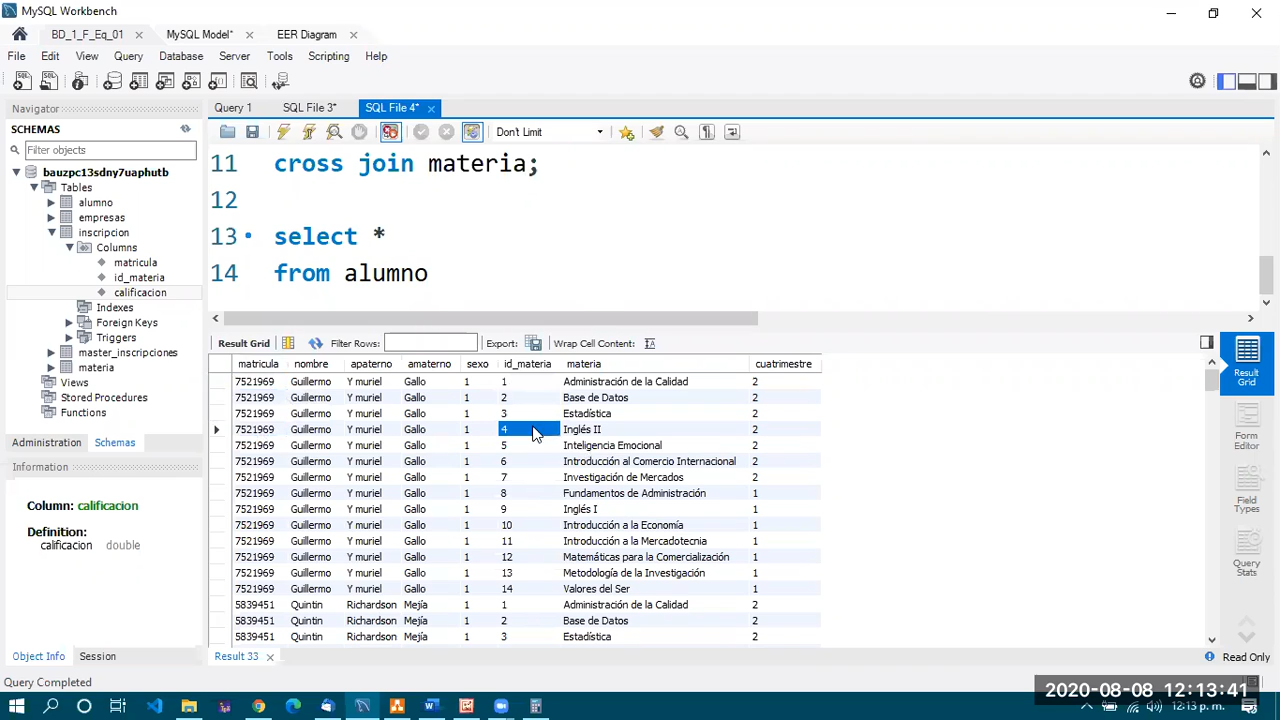 MySQL Workbench
BD_1_F_Eq_01 MySQL Model* EER Diagram
File Edit View Query Database Server Tools Scripting Help
Navigator Query 1 SQL File 3* SQL File 4*
SCHEMAS Don't Limit
Filter objects
bauzpc13sdny7uaphutb
Tables
alumno
empresas
inscripcion
Columns
matricula
id_materia
calificacion
Indexes
Foreign Keys
Triggers
master_inscripciones
materia
Views
Stored Procedures
Functions
Administration Schemas
Information
Column: calificacion
Definition:
calificacion double
Object Info Session
11 cross join materia;
12
13 select *
14 from alumno
Result Grid Filter Rows: Export: Wrap Cell Content:
matricula nombre apaterno amaterno sexo id_materia materia cuatrimestre
7521969 Guillermo Y muriel Gallo 1 1 Administración de la Calidad 2
7521969 Guillermo Y muriel Gallo 1 2 Base de Datos 2
7521969 Guillermo Y muriel Gallo 1 3 Estadística 2
7521969 Guillermo Y muriel Gallo 1 4 Inglés II 2
7521969 Guillermo Y muriel Gallo 1 5 Inteligencia Emocional 2
7521969 Guillermo Y muriel Gallo 1 6 Introducción al Comercio Internacional 2
7521969 Guillermo Y muriel Gallo 1 7 Investigación de Mercados 2
7521969 Guillermo Y muriel Gallo 1 8 Fundamentos de Administración 1
7521969 Guillermo Y muriel Gallo 1 9 Inglés I 1
7521969 Guillermo Y muriel Gallo 1 10 Introducción a la Economía 1
7521969 Guillermo Y muriel Gallo 1 11 Introducción a la Mercadotecnia 1
7521969 Guillermo Y muriel Gallo 1 12 Matemáticas para la Comercialización 1
7521969 Guillermo Y muriel Gallo 1 13 Metodología de la Investigación 1
7521969 Guillermo Y muriel Gallo 1 14 Valores del Ser 1
5839451 Quintin Richardson Mejía 1 1 Administración de la Calidad 2
5839451 Quintin Richardson Mejía 1 2 Base de Datos 2
5839451 Quintin Richardson Mejía 1 3 Estadística 2
Result
Grid
Form
Editor
Field
Types
Query
Stats
Result 33 Read Only
Query Completed
2020-08-08 12:13:41
12:13 p. m.